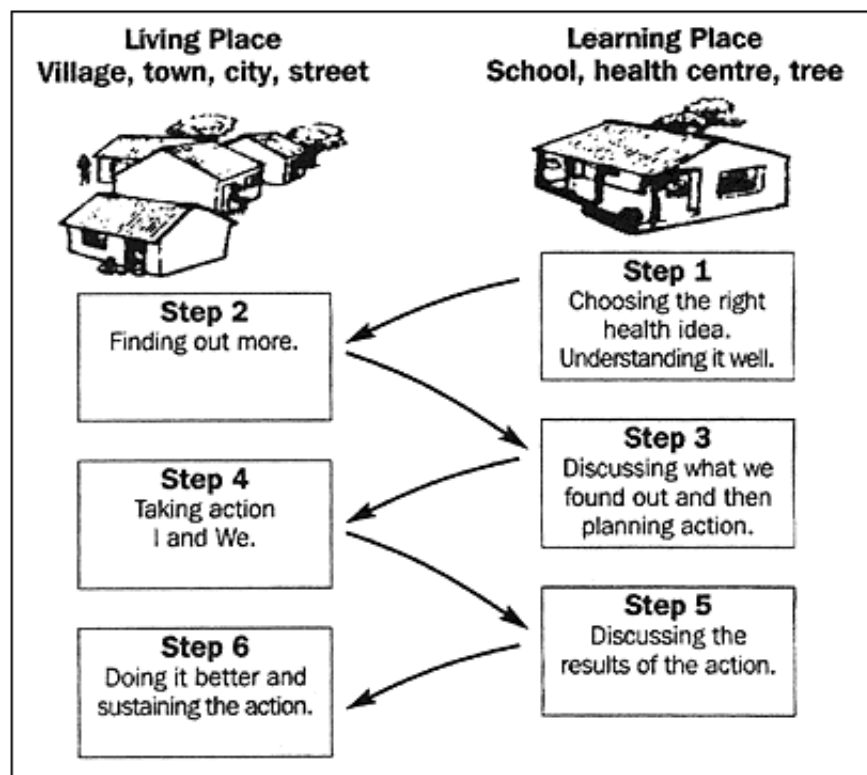 Living Place
Village, town, city, street
Learning Place
School, health centre, tree
Step 1
Choosing the right
health idea.
Understanding it well.
Step 2
Finding out more.
Step 3
Discussing what we
found out and then
planning action.
Step 4
Taking action
I and We.
Step 5
Discussing the
results of the action.
Step 6
Doing it better and
sustaining the action.